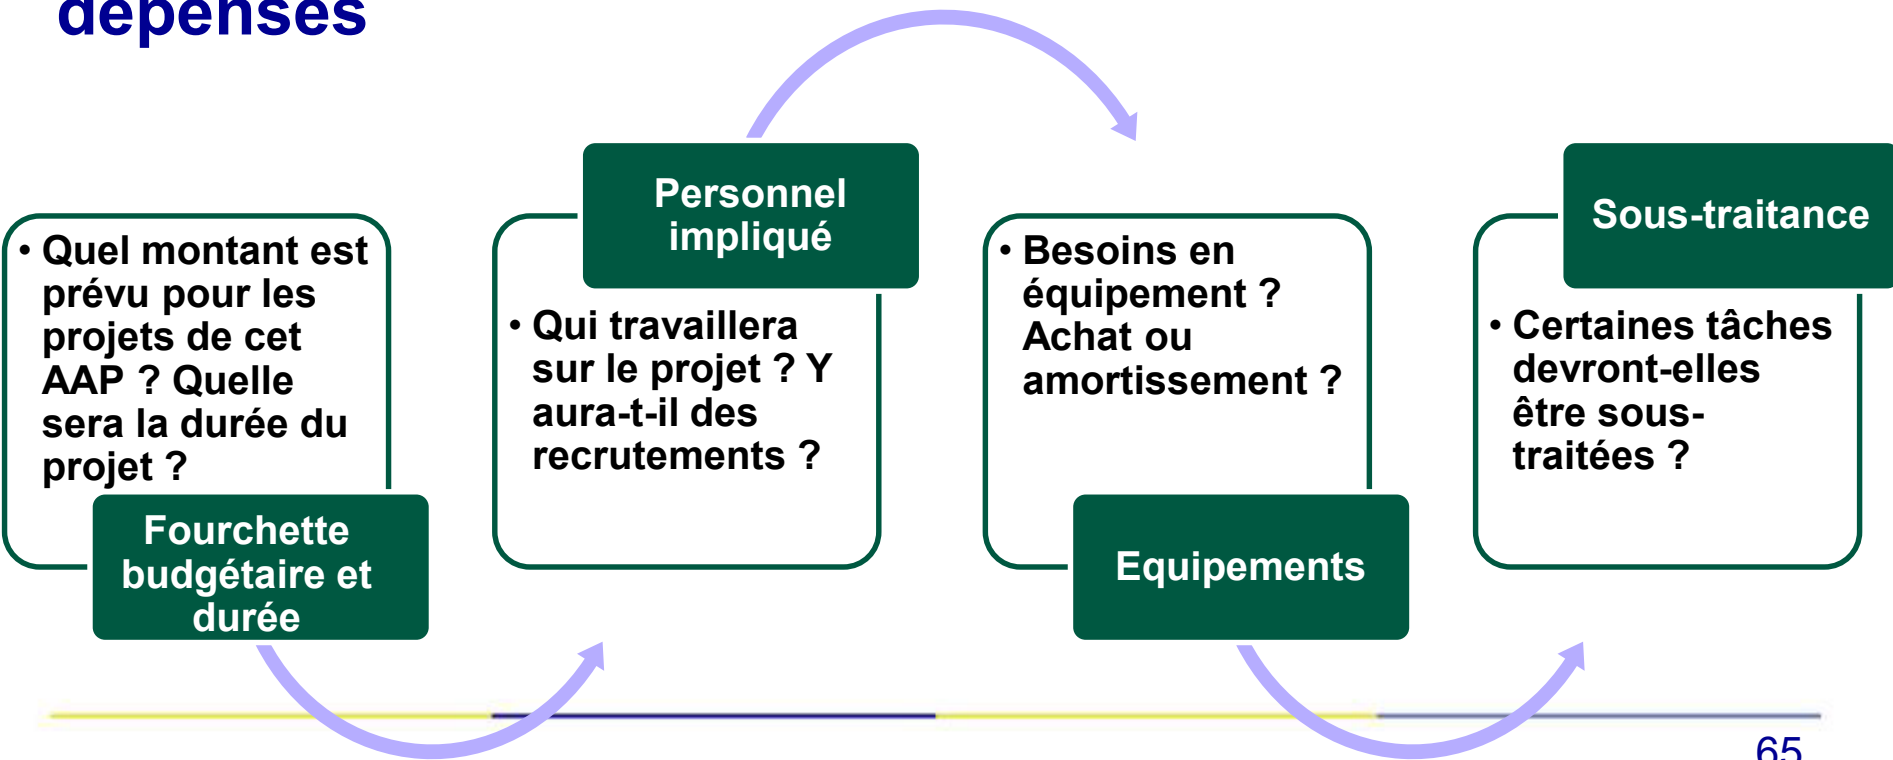 dépenses
• Quel montant est
prévu pour les
projets de cet
AAP ? Quelle
sera la durée du
projet ?
Fourchette
budgétaire et
durée
Personnel
impliqué
• Qui travaillera
sur le projet ? Y
aura-t-il des
recrutements ?
• Besoins en
équipement ?
Achat ou
amortissement ?
Equipements
Sous-traitance
• Certaines tâches
devront-elles
être sous-
traitées ?
65